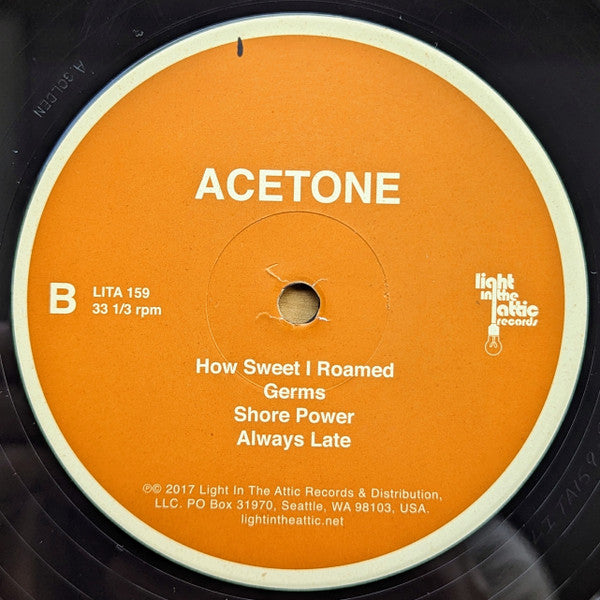 A.GOLDEN
ACETONE
B
LITA 159
33 1/3 rpm
light
in the
attic
records
How Sweet I Roamed
Germs
Shore Power
Always Late
℗© 2017 Light In The Attic Records & Distribution,
LLC. PO Box 31970, Seattle, WA 98103, USA.
lightintheattic.net